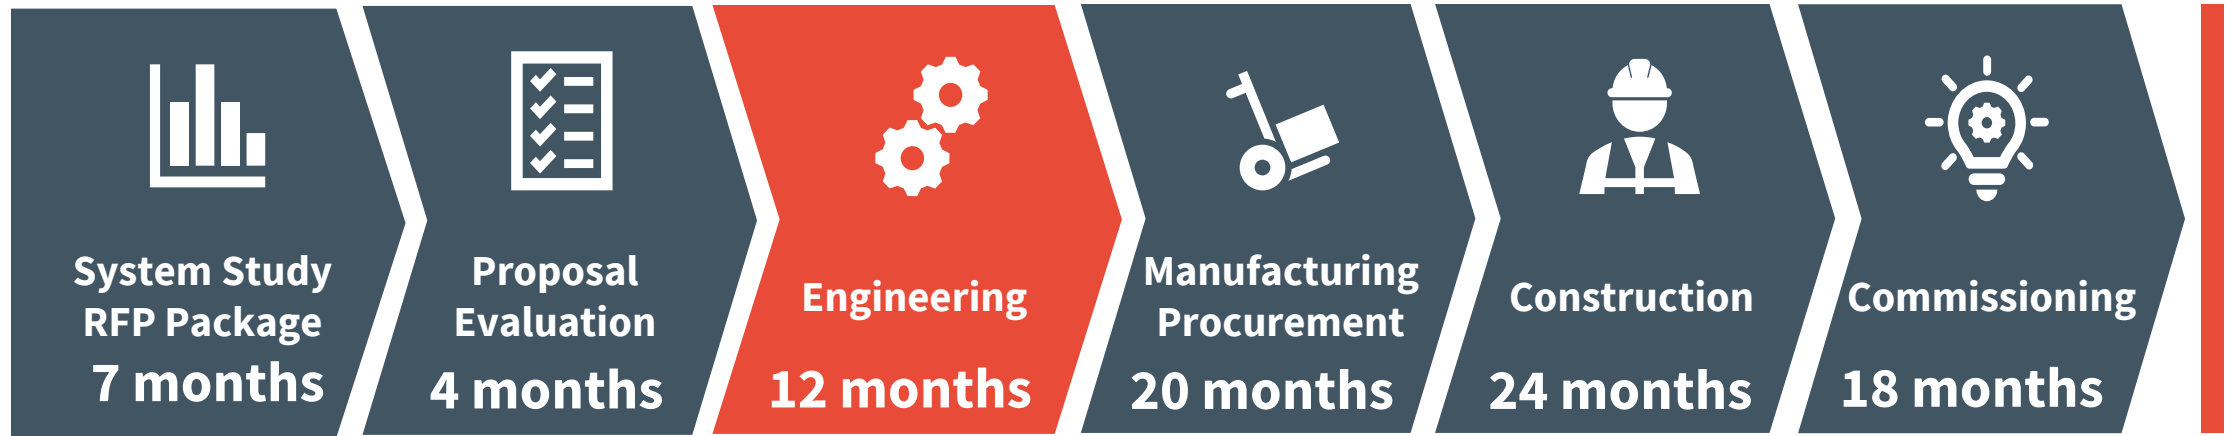 System Study
RFP Package
7 months
Proposal
Evaluation
4 months
Engineering
12 months
Manufacturing
Procurement
20 months
Construction
24 months
Commissioning
18 months